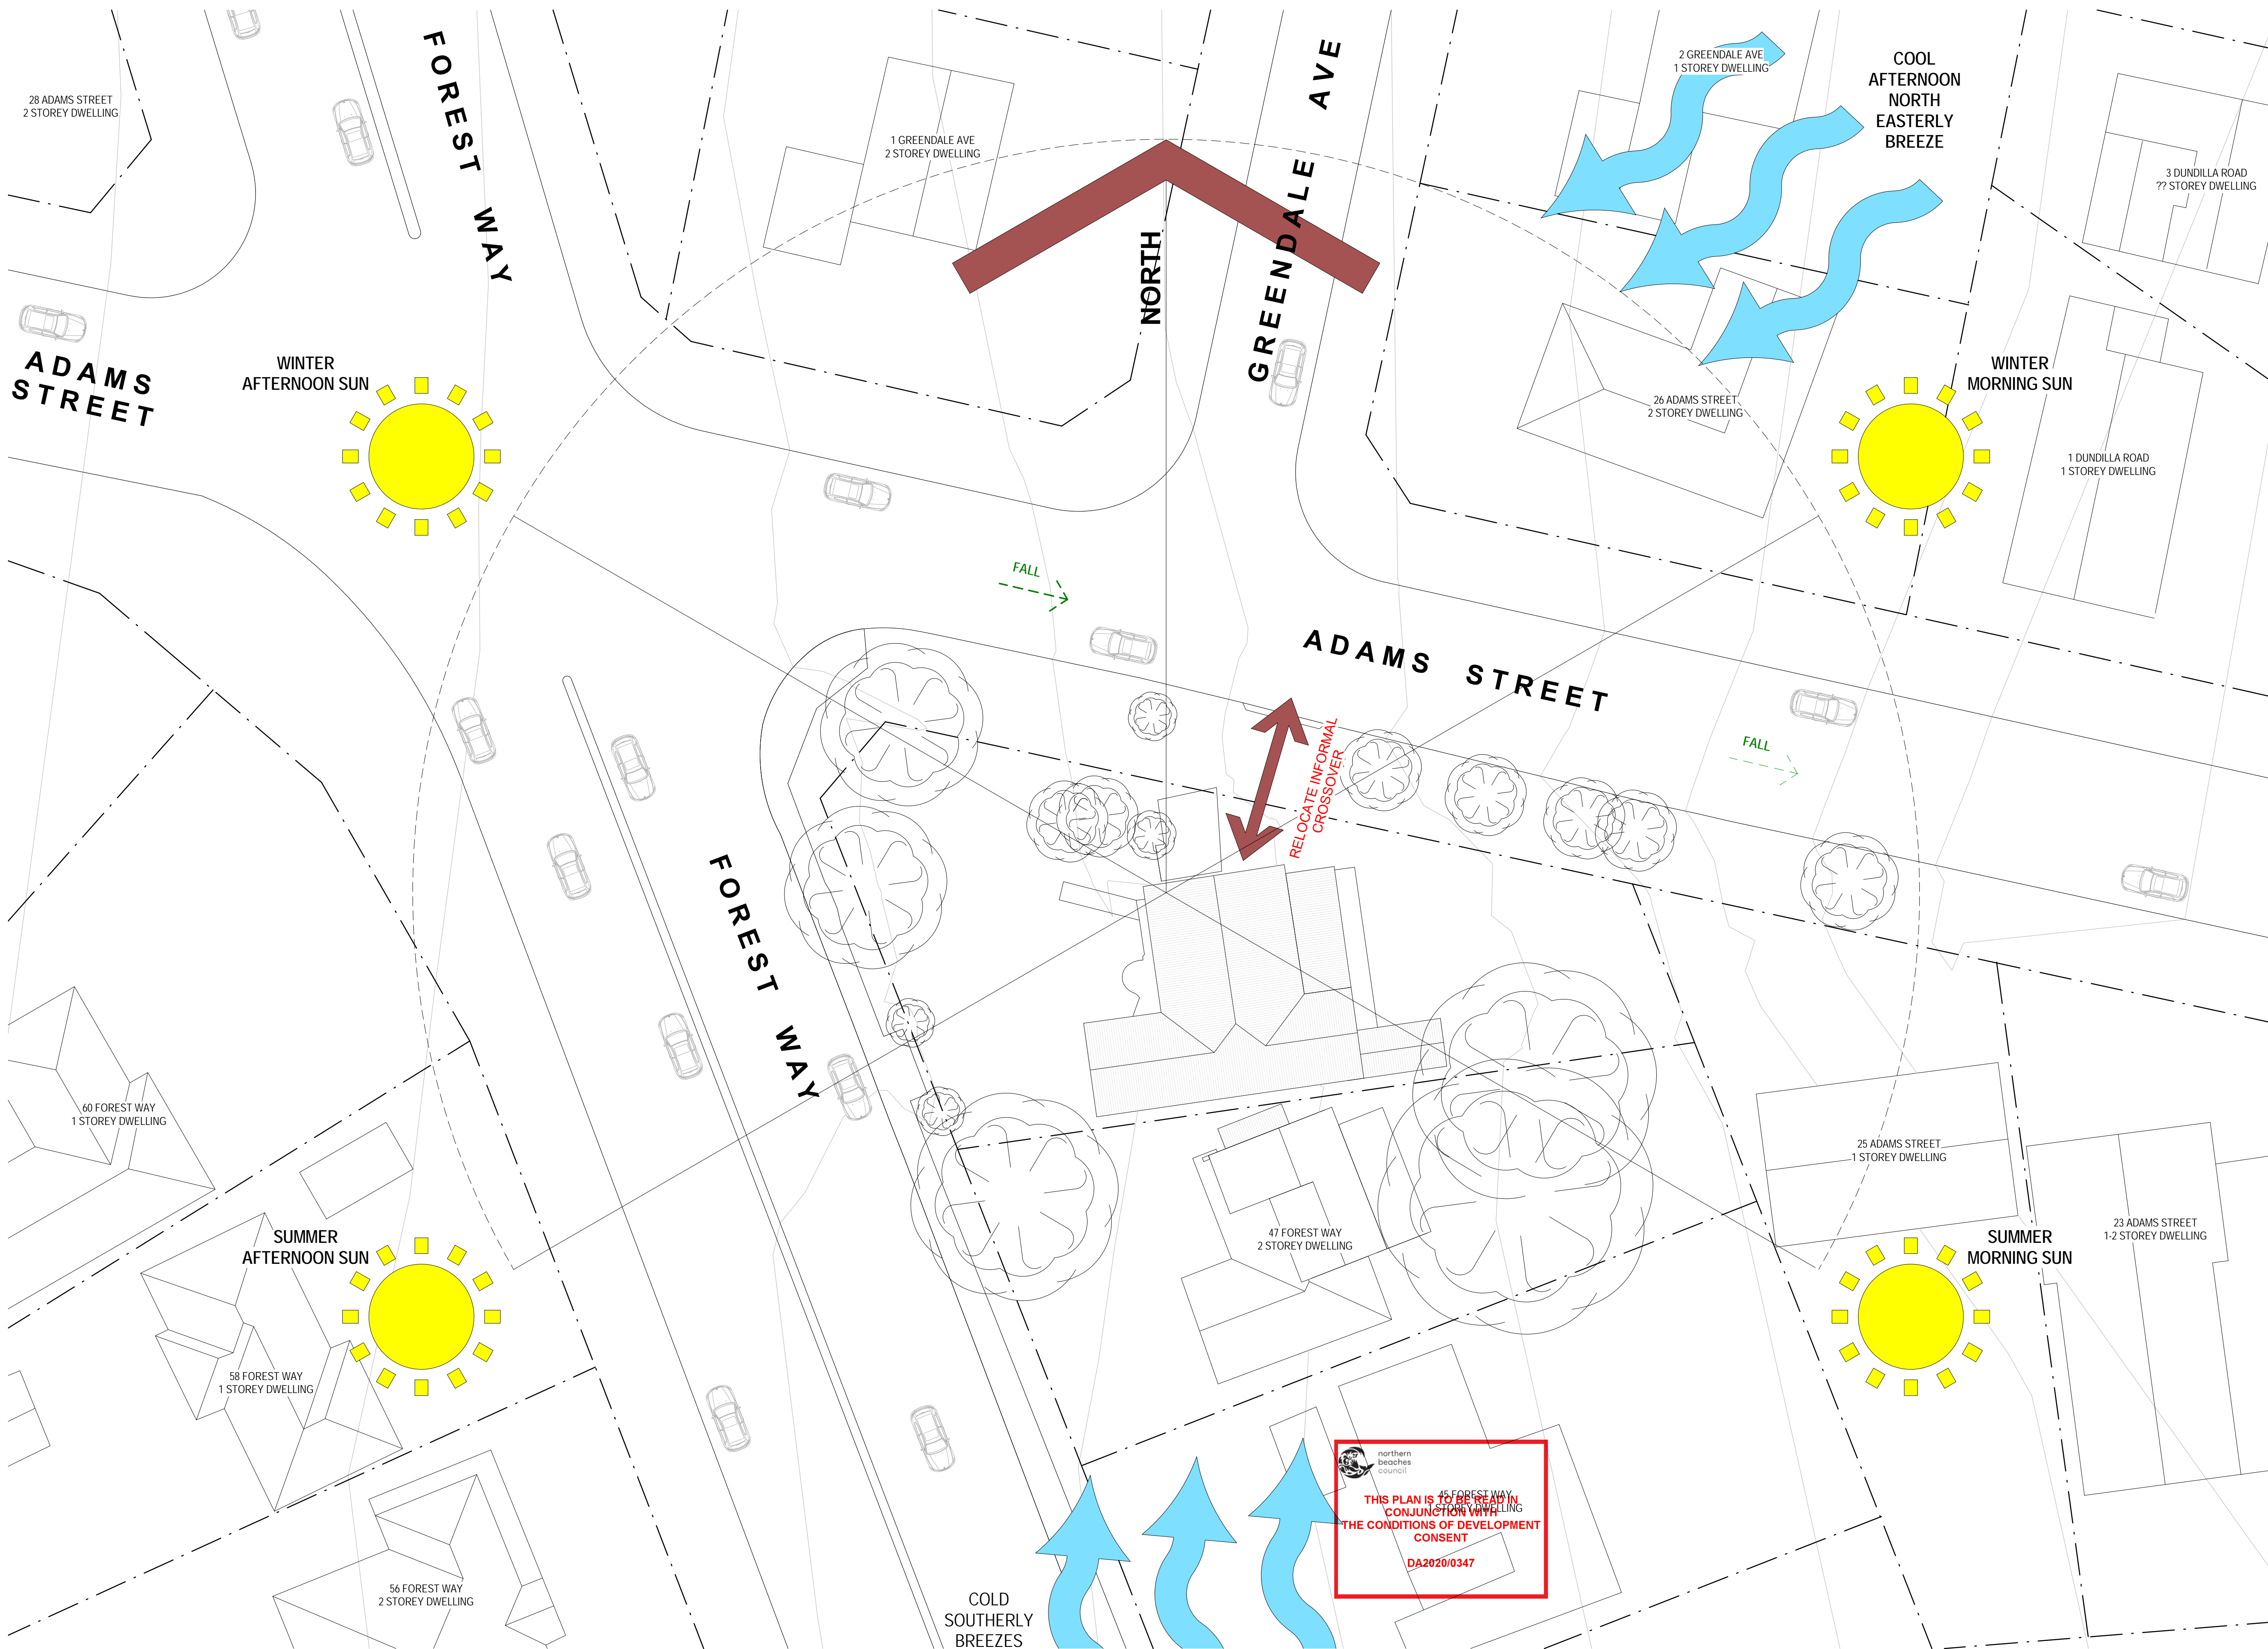 FOREST WAY
28 ADAMS STREET
2 STOREY DWELLING
1 GREENDALE AVE
2 STOREY DWELLING
GREENDALE AVE
2 GREENDALE AVE
1 STOREY DWELLING
COOL
AFTERNOON
NORTH
EASTERLY
BREEZE
3 DUNDILLA ROAD
?? STOREY DWELLING
NORTH
ADAMS
STREET
WINTER
AFTERNOON SUN
26 ADAMS STREET
2 STOREY DWELLING
WINTER
MORNING SUN
1 DUNDILLA ROAD
1 STOREY DWELLING
FALL
ADAMS STREET
RELOCATE INFORMAL
CROSSOVER
FALL
FOREST WAY
60 FOREST WAY
1 STOREY DWELLING
25 ADAMS STREET
1 STOREY DWELLING
SUMMER
AFTERNOON SUN
47 FOREST WAY
2 STOREY DWELLING
SUMMER
MORNING SUN
23 ADAMS STREET
1-2 STOREY DWELLING
58 FOREST WAY
1 STOREY DWELLING
northern
beaches
council
45 FOREST WAY
1 STOREY DWELLING
THIS PLAN IS TO BE READ IN
CONJUNCTION WITH
THE CONDITIONS OF DEVELOPMENT
CONSENT
DA2020/0347
56 FOREST WAY
2 STOREY DWELLING
COLD
SOUTHERLY
BREEZES